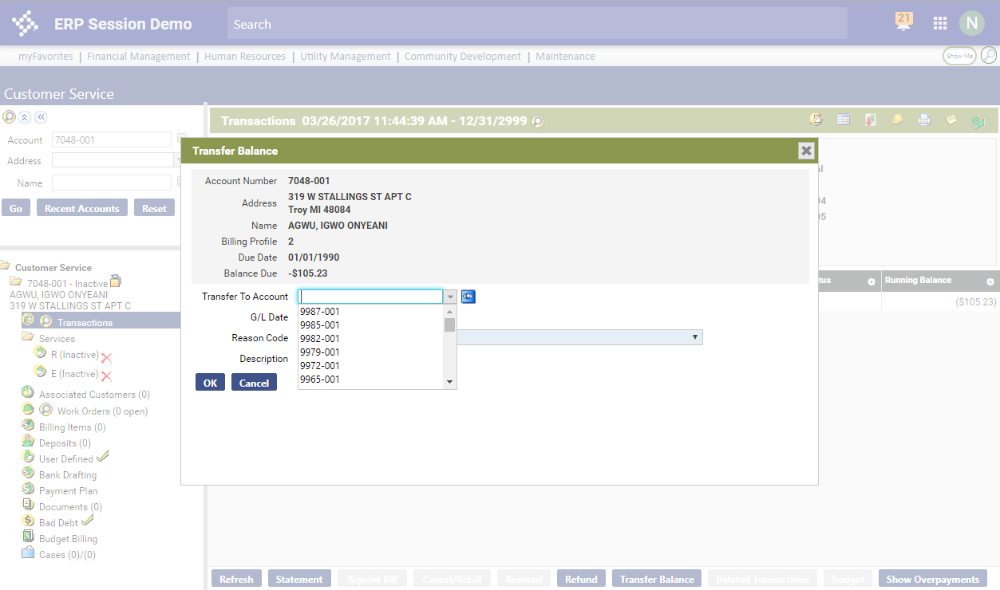 ERP Session Demo
Search
21
N
myFavorites | Financial Management | Human Resources | Utility Management | Community Development | Maintenance
Show Me
Customer Service
Transactions 03/26/2017 11:44:39 AM - 12/31/2999
Account 7048-001
Address
Name
Go Recent Accounts Reset
Transfer Balance
Account Number 7048-001
Address 319 W STALLINGS ST APT C
Troy MI 48084
Name AGWU, IGWO ONYEANI
Billing Profile 2
Due Date 01/01/1990
Balance Due -$105.23
Transfer To Account
G/L Date
Reason Code
Description
9987-001
9985-001
9982-001
9979-001
9972-001
9965-001
OK Cancel
Running Balance
($105.23)
Customer Service
7048-001 - Inactive
AGWU, IGWO ONYEANI
319 W STALLINGS ST APT C
Transactions
Services
R (Inactive)
E (Inactive)
Associated Customers (0)
Work Orders (0 open)
Billing Items (0)
Deposits (0)
User Defined
Bank Drafting
Payment Plan
Documents (0)
Bad Debt
Budget Billing
Cases (0)/(0)
Refresh Statement Reprint Bill Cancel/Rebill Reversal Refund Transfer Balance Related Transactions Budget Show Overpayments